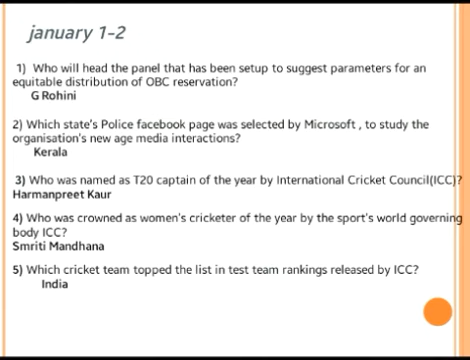 january 1-2
1) Who will head the panel that has been setup to suggest parameters for an
equitable distribution of OBC reservation?
G Rohini
2) Which state's Police facebook page was selected by Microsoft , to study the
organisation's new age media interactions?
Kerala
3) Who was named as T20 captain of the year by International Cricket Council(ICC)?
Harmanpreet Kaur
4) Who was crowned as women's cricketer of the year by the sport's world governing
body ICC?
Smriti Mandhana
5) Which cricket team topped the list in test team rankings released by ICC?
India